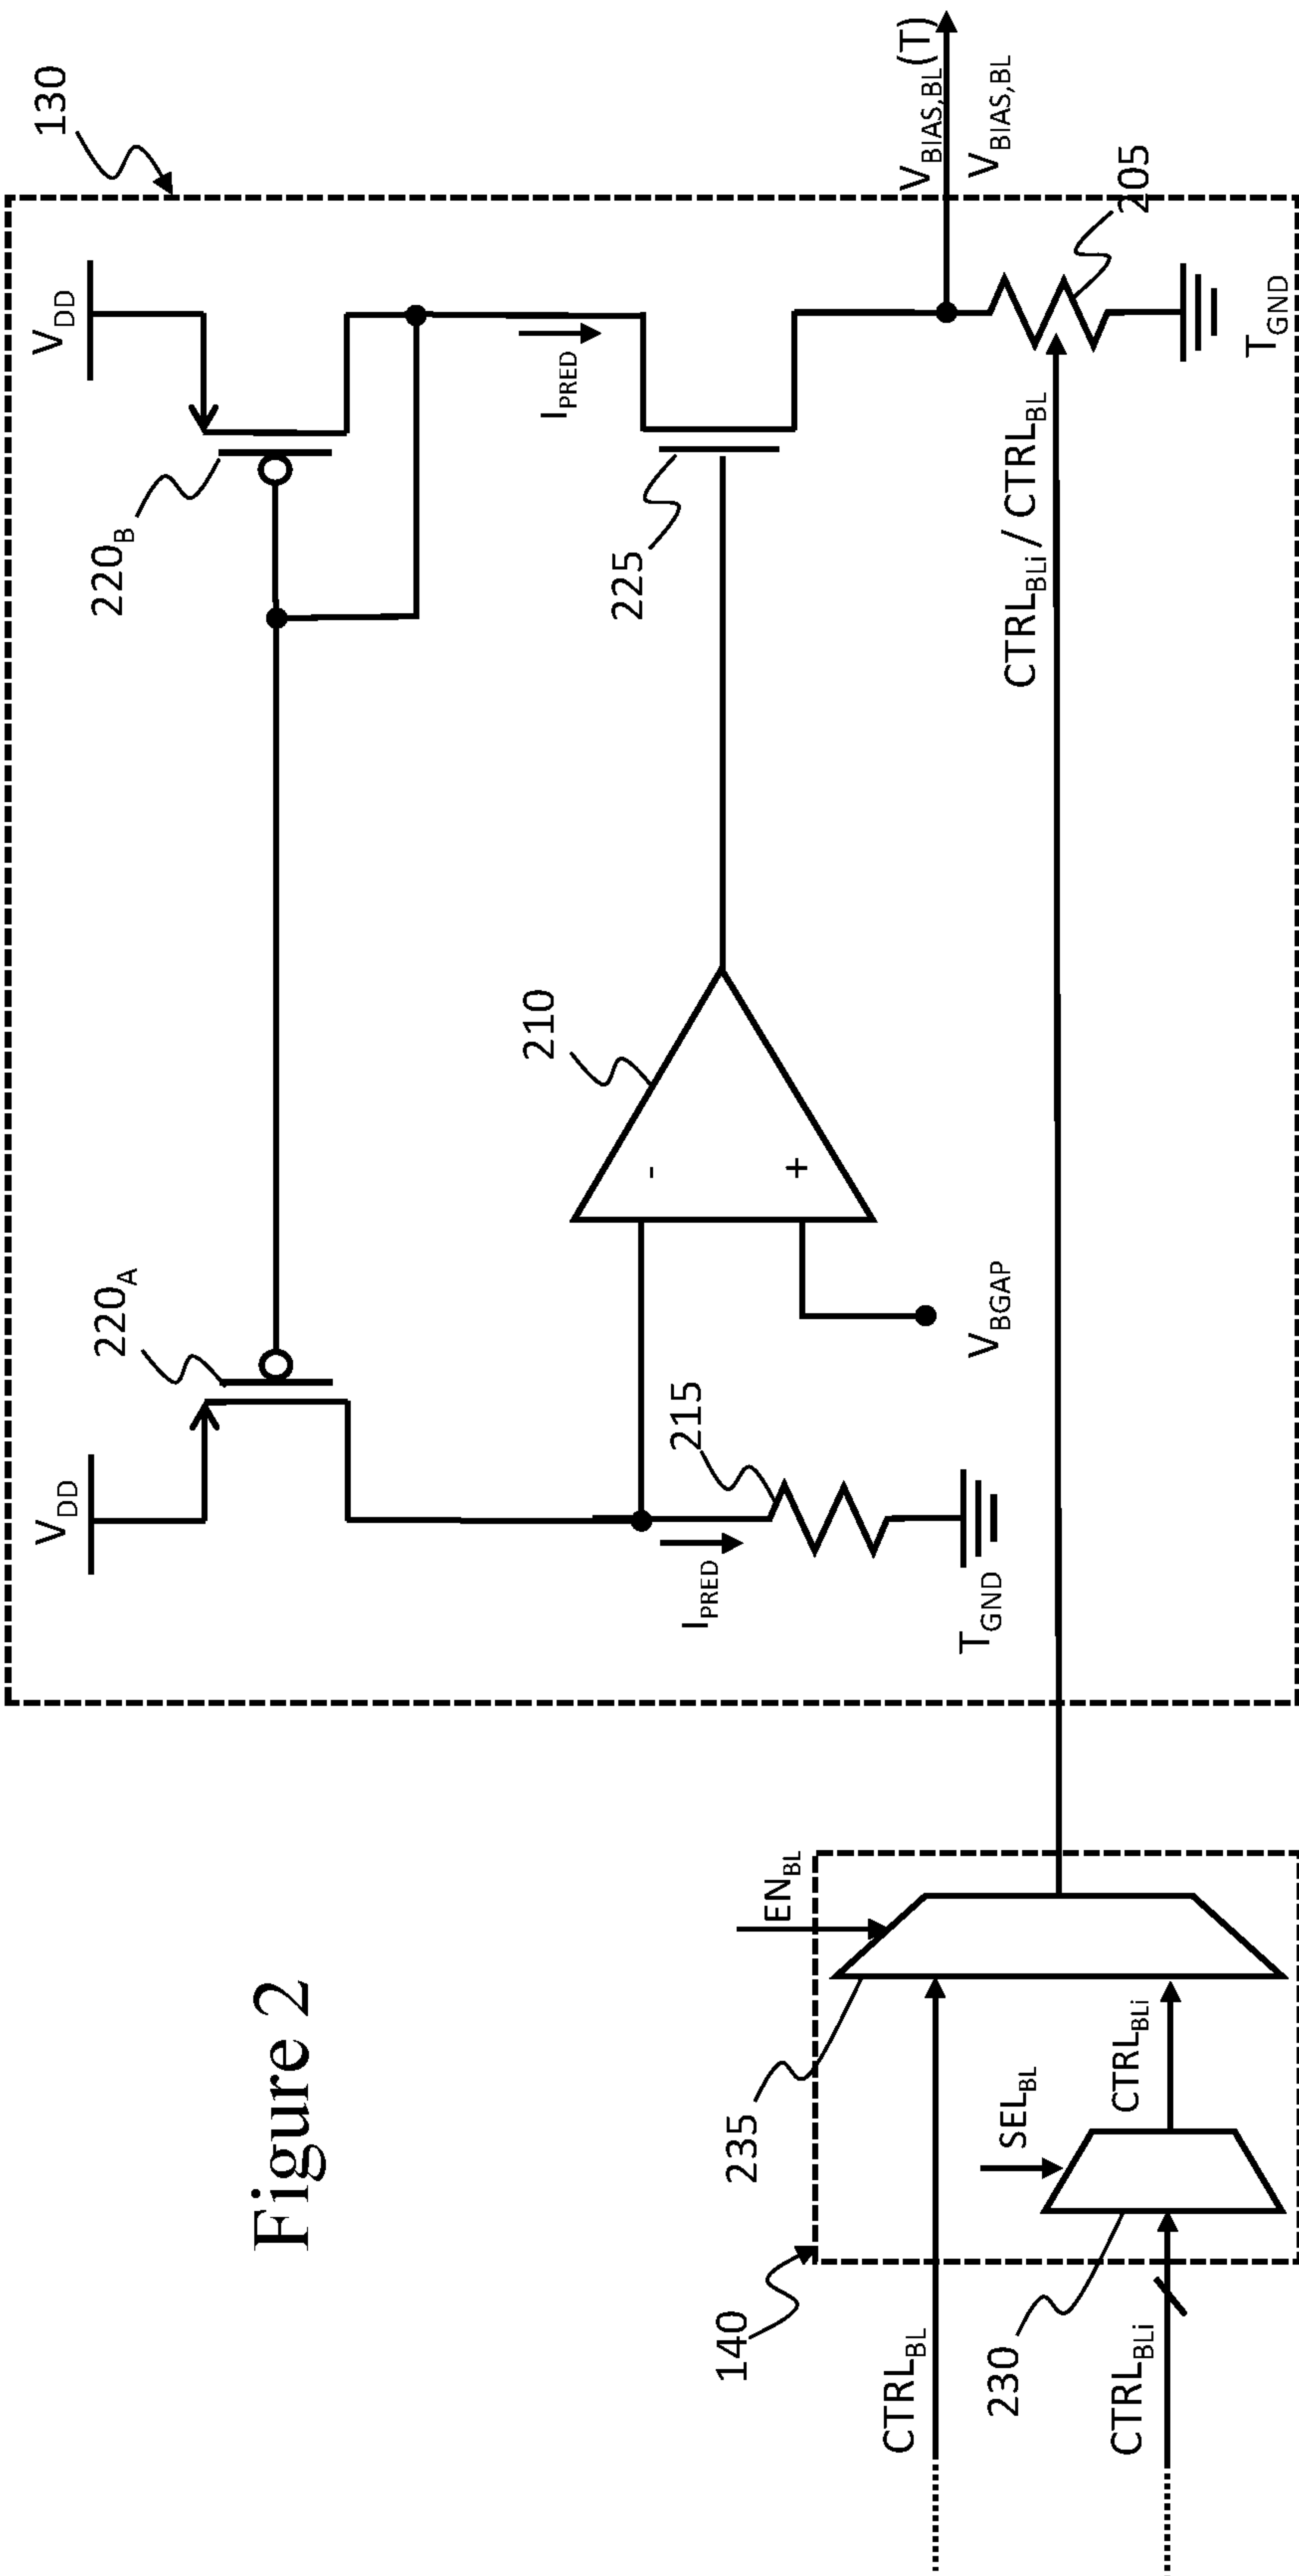 Figure 2
130
V_DD
V_DD
220_A
220_B
I_PRED
I_PRED
210
225
-
+
215
V_BGAP
T_GND
V_BIAS,BL(T)
V_BIAS,BL
205
T_GND
CTRL_BLi / CTRL_BL
EN_BL
235
SEL_BL
CTRL_BLi
140
230
CTRL_BL
CTRL_BLi